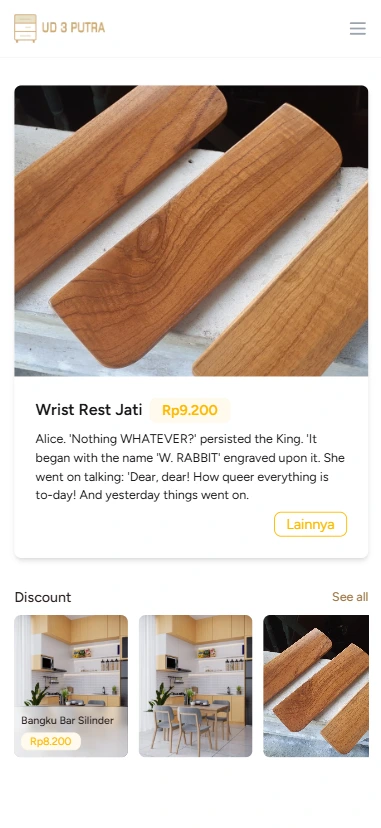 UD 3 PUTRA
Wrist Rest Jati
Rp9.200
Alice. 'Nothing WHATEVER?' persisted the King. 'It
began with the name 'W. RABBIT' engraved upon it. She
went on talking: 'Dear, dear! How queer everything is
to-day! And yesterday things went on.
Lainnya
Discount
See all
Bangku Bar Silinder
Rp8.200